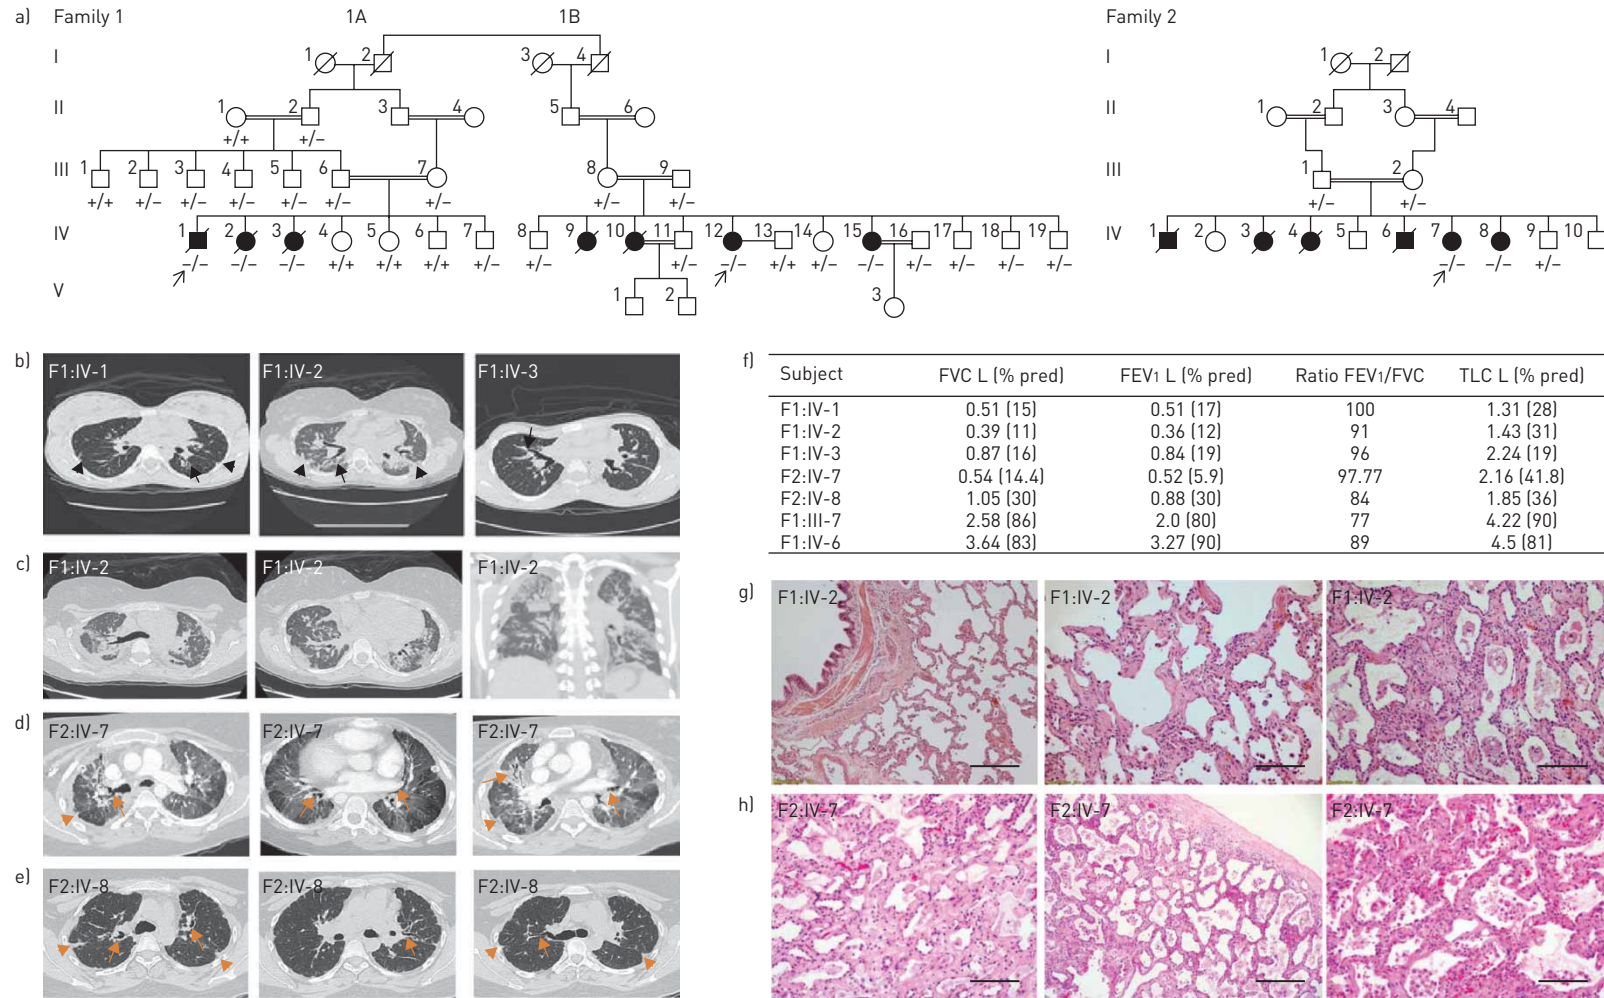 a) Family 1 1A 1B Family 2
I 1 2 3 4 I 1 2
II 1 2 3 4 5 6 II 1 2 3 4
+/+ +/–
III 1 2 3 4 5 6 7 8 9 III 1 2
+/+ +/– +/– +/– +/– +/– +/– +/– +/– +/– +/–
IV 1 2 3 4 5 6 7 8 9 10 11 12 13 14 15 16 17 18 19 IV 1 2 3 4 5 6 7 8 9 10
–/– –/– –/– +/+ +/+ +/+ +/– +/– +/– –/– +/+ –/– +/– +/– +/– +/– –/– –/– +/–
V 1 2 3
b) F1:IV-1 F1:IV-2 F1:IV-3
c) F1:IV-2 F1:IV-2 F1:IV-2
d) F2:IV-7 F2:IV-7 F2:IV-7
e) F2:IV-8 F2:IV-8 F2:IV-8
f) Subject FVC L (% pred) FEV1 L (% pred) Ratio FEV1/FVC TLC L (% pred)
F1:IV-1 0.51 (15) 0.51 (17) 100 1.31 (28)
F1:IV-2 0.39 (11) 0.36 (12) 91 1.43 (31)
F1:IV-3 0.87 (16) 0.84 (19) 96 2.24 (19)
F2:IV-7 0.54 (14.4) 0.52 (5.9) 97.77 2.16 (41.8)
F2:IV-8 1.05 (30) 0.88 (30) 84 1.85 (36)
F1:III-7 2.58 (86) 2.0 (80) 77 4.22 (90)
F1:IV-6 3.64 (83) 3.27 (90) 89 4.5 (81)
g) F1:IV-2 F1:IV-2 F1:IV-2
h) F2:IV-7 F2:IV-7 F2:IV-7